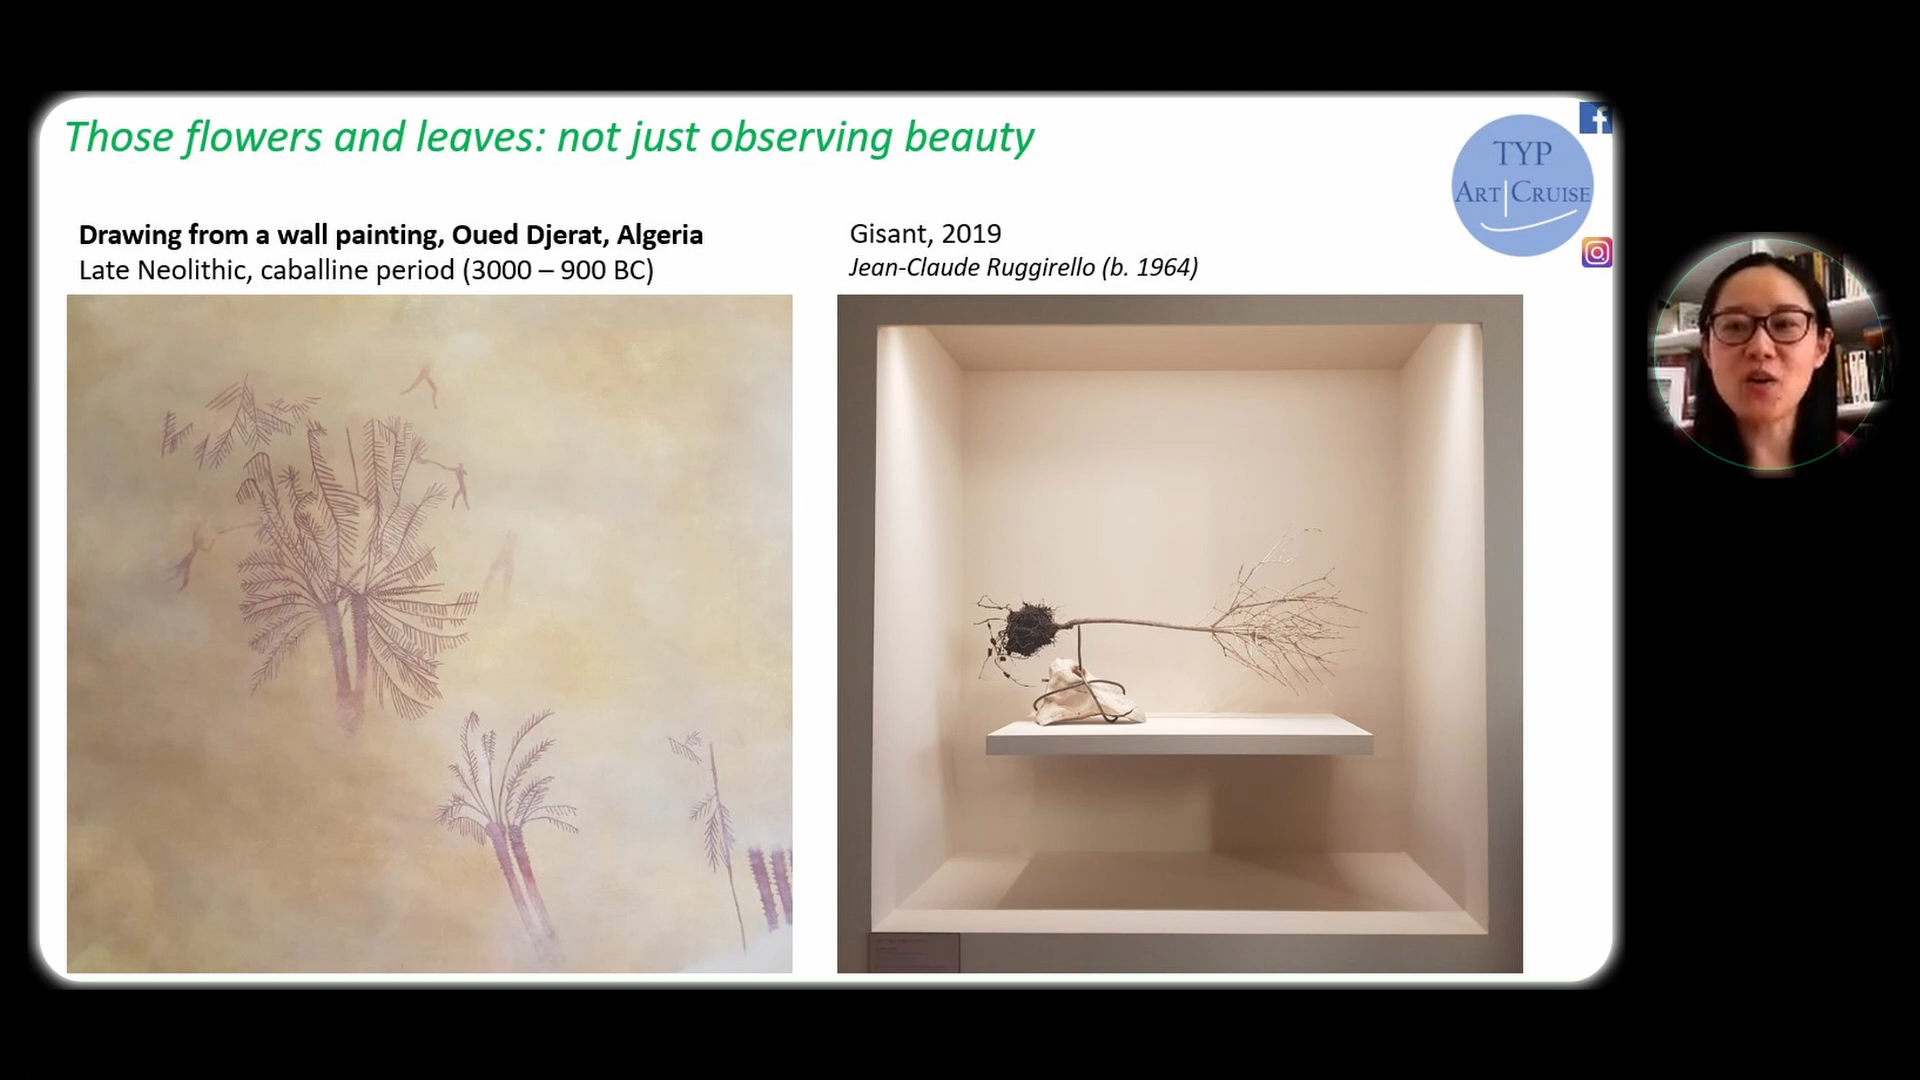 Those flowers and leaves: not just observing beauty
TYP
ART CRUISE
Drawing from a wall painting, Oued Djerat, Algeria
Late Neolithic, caballine period (3000 – 900 BC)
Gisant, 2019
Jean-Claude Ruggirello (b. 1964)